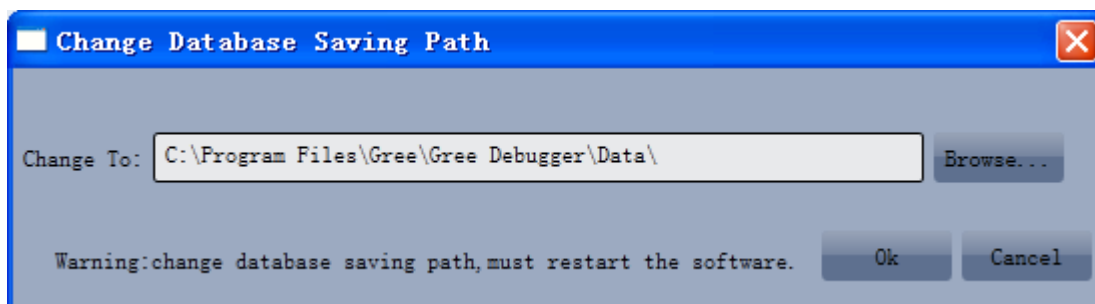 Change Database Saving Path
Change To: C:\Program Files\Gree\Gree Debugger\Data\ Browse...
Warning:change database saving path,must restart the software. Ok Cancel